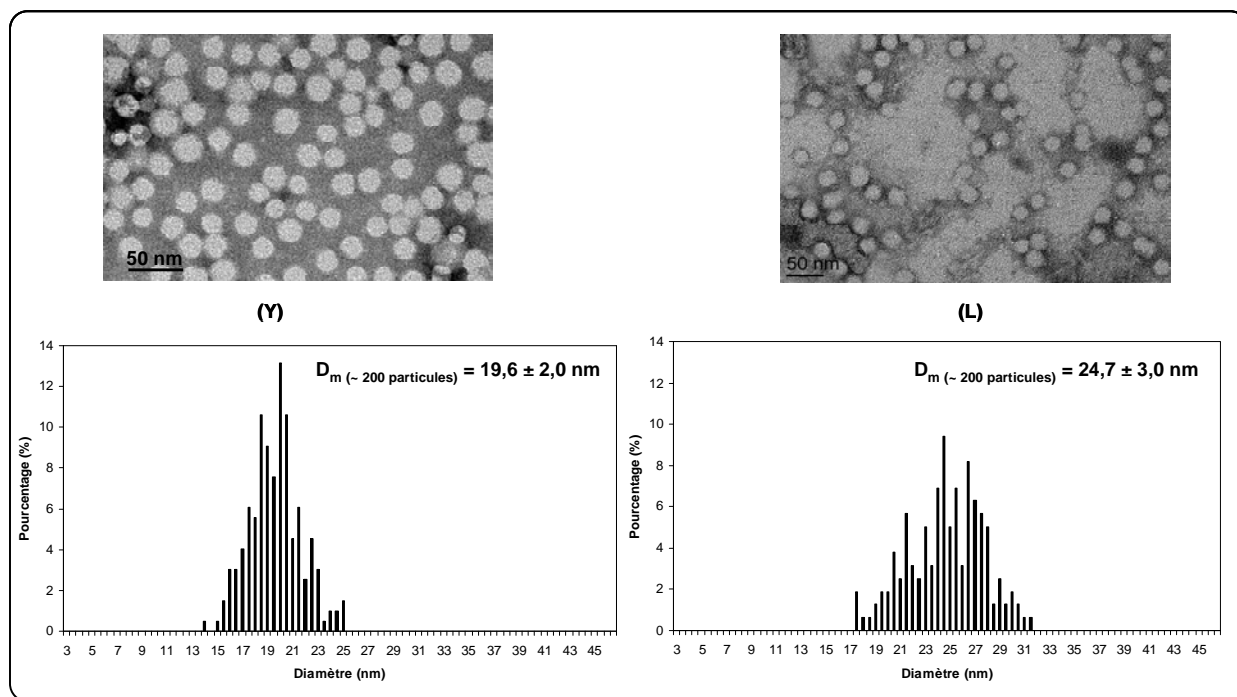 50 nm
50 nm
(Y)
(L)
D m (~ 200 particules) = 19,6 ± 2,0 nm
14
12
10
8
6
4
2
0
Pourcentage (%)
3 5 7 9 11 13 15 17 19 21 23 25 27 29 31 33 35 37 39 41 43 45
Diamètre (nm)
D m (~ 200 particules) = 24,7 ± 3,0 nm
14
12
10
8
6
4
2
0
Pourcentage (%)
3 5 7 9 11 13 15 17 19 21 23 25 27 29 31 33 35 37 39 41 43 45
Diamètre (nm)